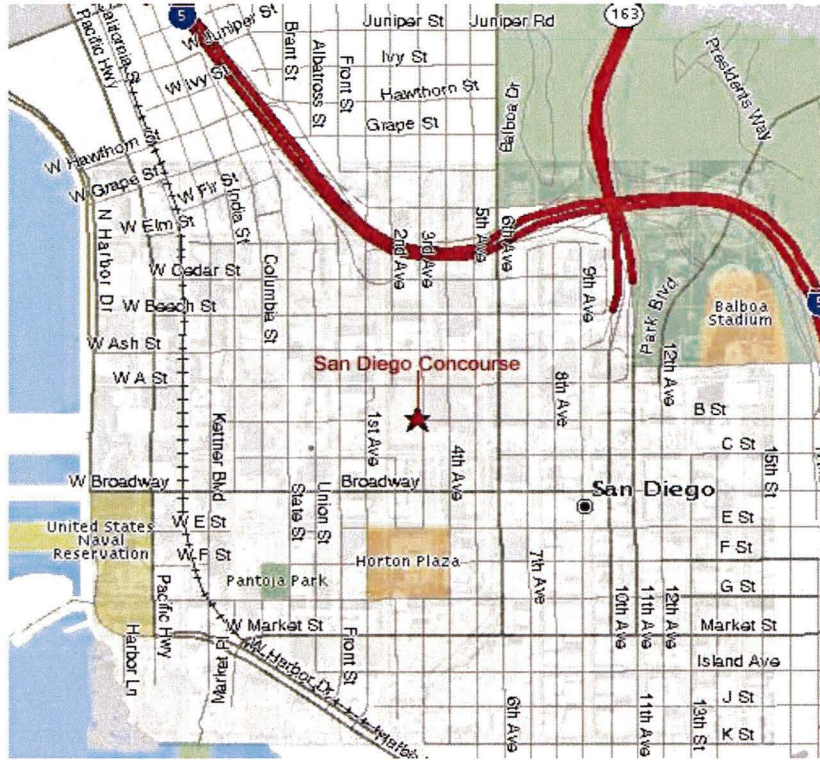 5
163
Juniper St
Juniper Rd
W Juniper St
California St
Pacific Hwy
Brant St
Albatross St
Front St
Ivy St
W Ivy St
Hawthorn St
Grape St
Balboa Dr
Presidents Way
W Hawthorn St
W Grape St
W Fir St
India St
W Elm St
N Harbor Dr
2nd Ave
3rd Ave
5th Ave
6th Ave
W Cedar St
Columbia St
9th Ave
Park Blvd
W Beech St
Balboa
Stadium
5
W Ash St
12th Ave
San Diego Concourse
W A St
8th Ave
Kettner Blvd
1st Ave
4th Ave
B St
C St
15th St
W Broadway
Broadway
San Diego
State St
Union St
United States
Naval
Reservation
W E St
E St
W F St
F St
Horton Plaza
7th Ave
Pantoja Park
G St
Pacific Hwy
10th Ave
11th Ave
12th Ave
W Market St
Market St
Harbor Ln
Market Pl
W Harbor Dr
Front St
Island Ave
6th Ave
11th Ave
13th St
J St
K St